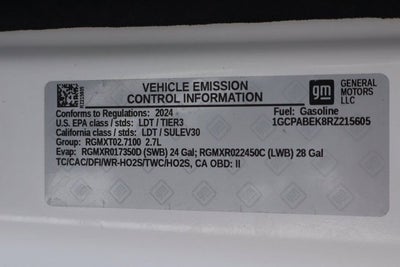 VEHICLE EMISSION
CONTROL INFORMATION
gm
GENERAL
MOTORS
LLC
Conforms to Regulations: 2024
Fuel: Gasoline
U.S. EPA class / stds: LDT / TIER3
1GCPABEK8RZ215605
California class / stds: LDT / SULEV30
Group: RGMXT02.7100 2.7L
Evap: RGMXR017350D (SWB) 24 Gal; RGMXR022450C (LWB) 28 Gal
TC/CAC/DFI/WR-HO2S/TWC/HO2S, CA OBD: II